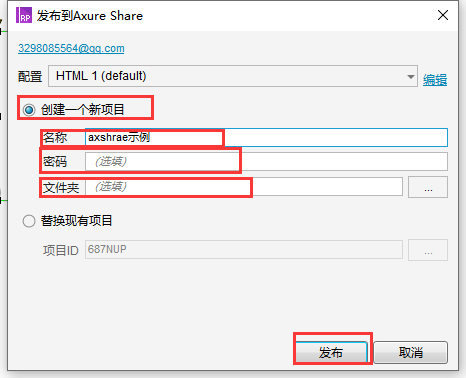 RP 发布到Axure Share
3298085564@qq.com
配置 HTML 1 (default) 编辑
创建一个新项目
名称 axshrae示例
密码 (选填)
文件夹 (选填) ...
替换现有项目
项目ID 687NUP ...
发布 取消